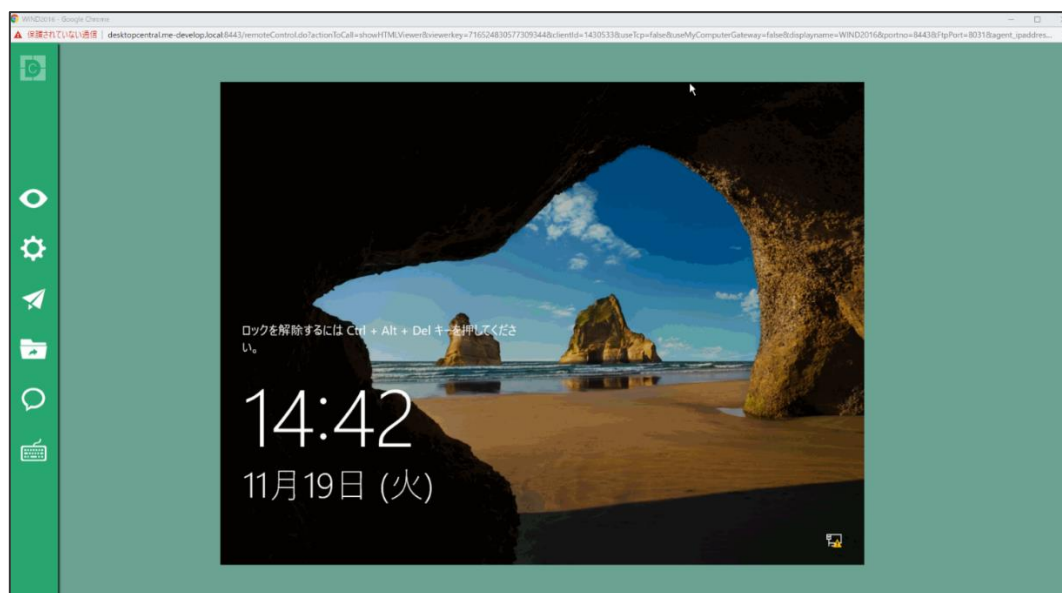 WIND2016 - Google Chrome
保護されていない通信 | desktopcentral.me-develop.local:8443/remoteControl.do?actionToCall=showHTMLViewer&viewerkey=716524830577309344&clientId=1430533&useTcp=false&useMyComputerGateway=false&displayname=WIND2016&portno=8443&FtpPort=8031&agent_ipaddres...
ロックを解除するには Ctrl + Alt + Del キーを押してくださ
い。
14:42
11月19日 (火)